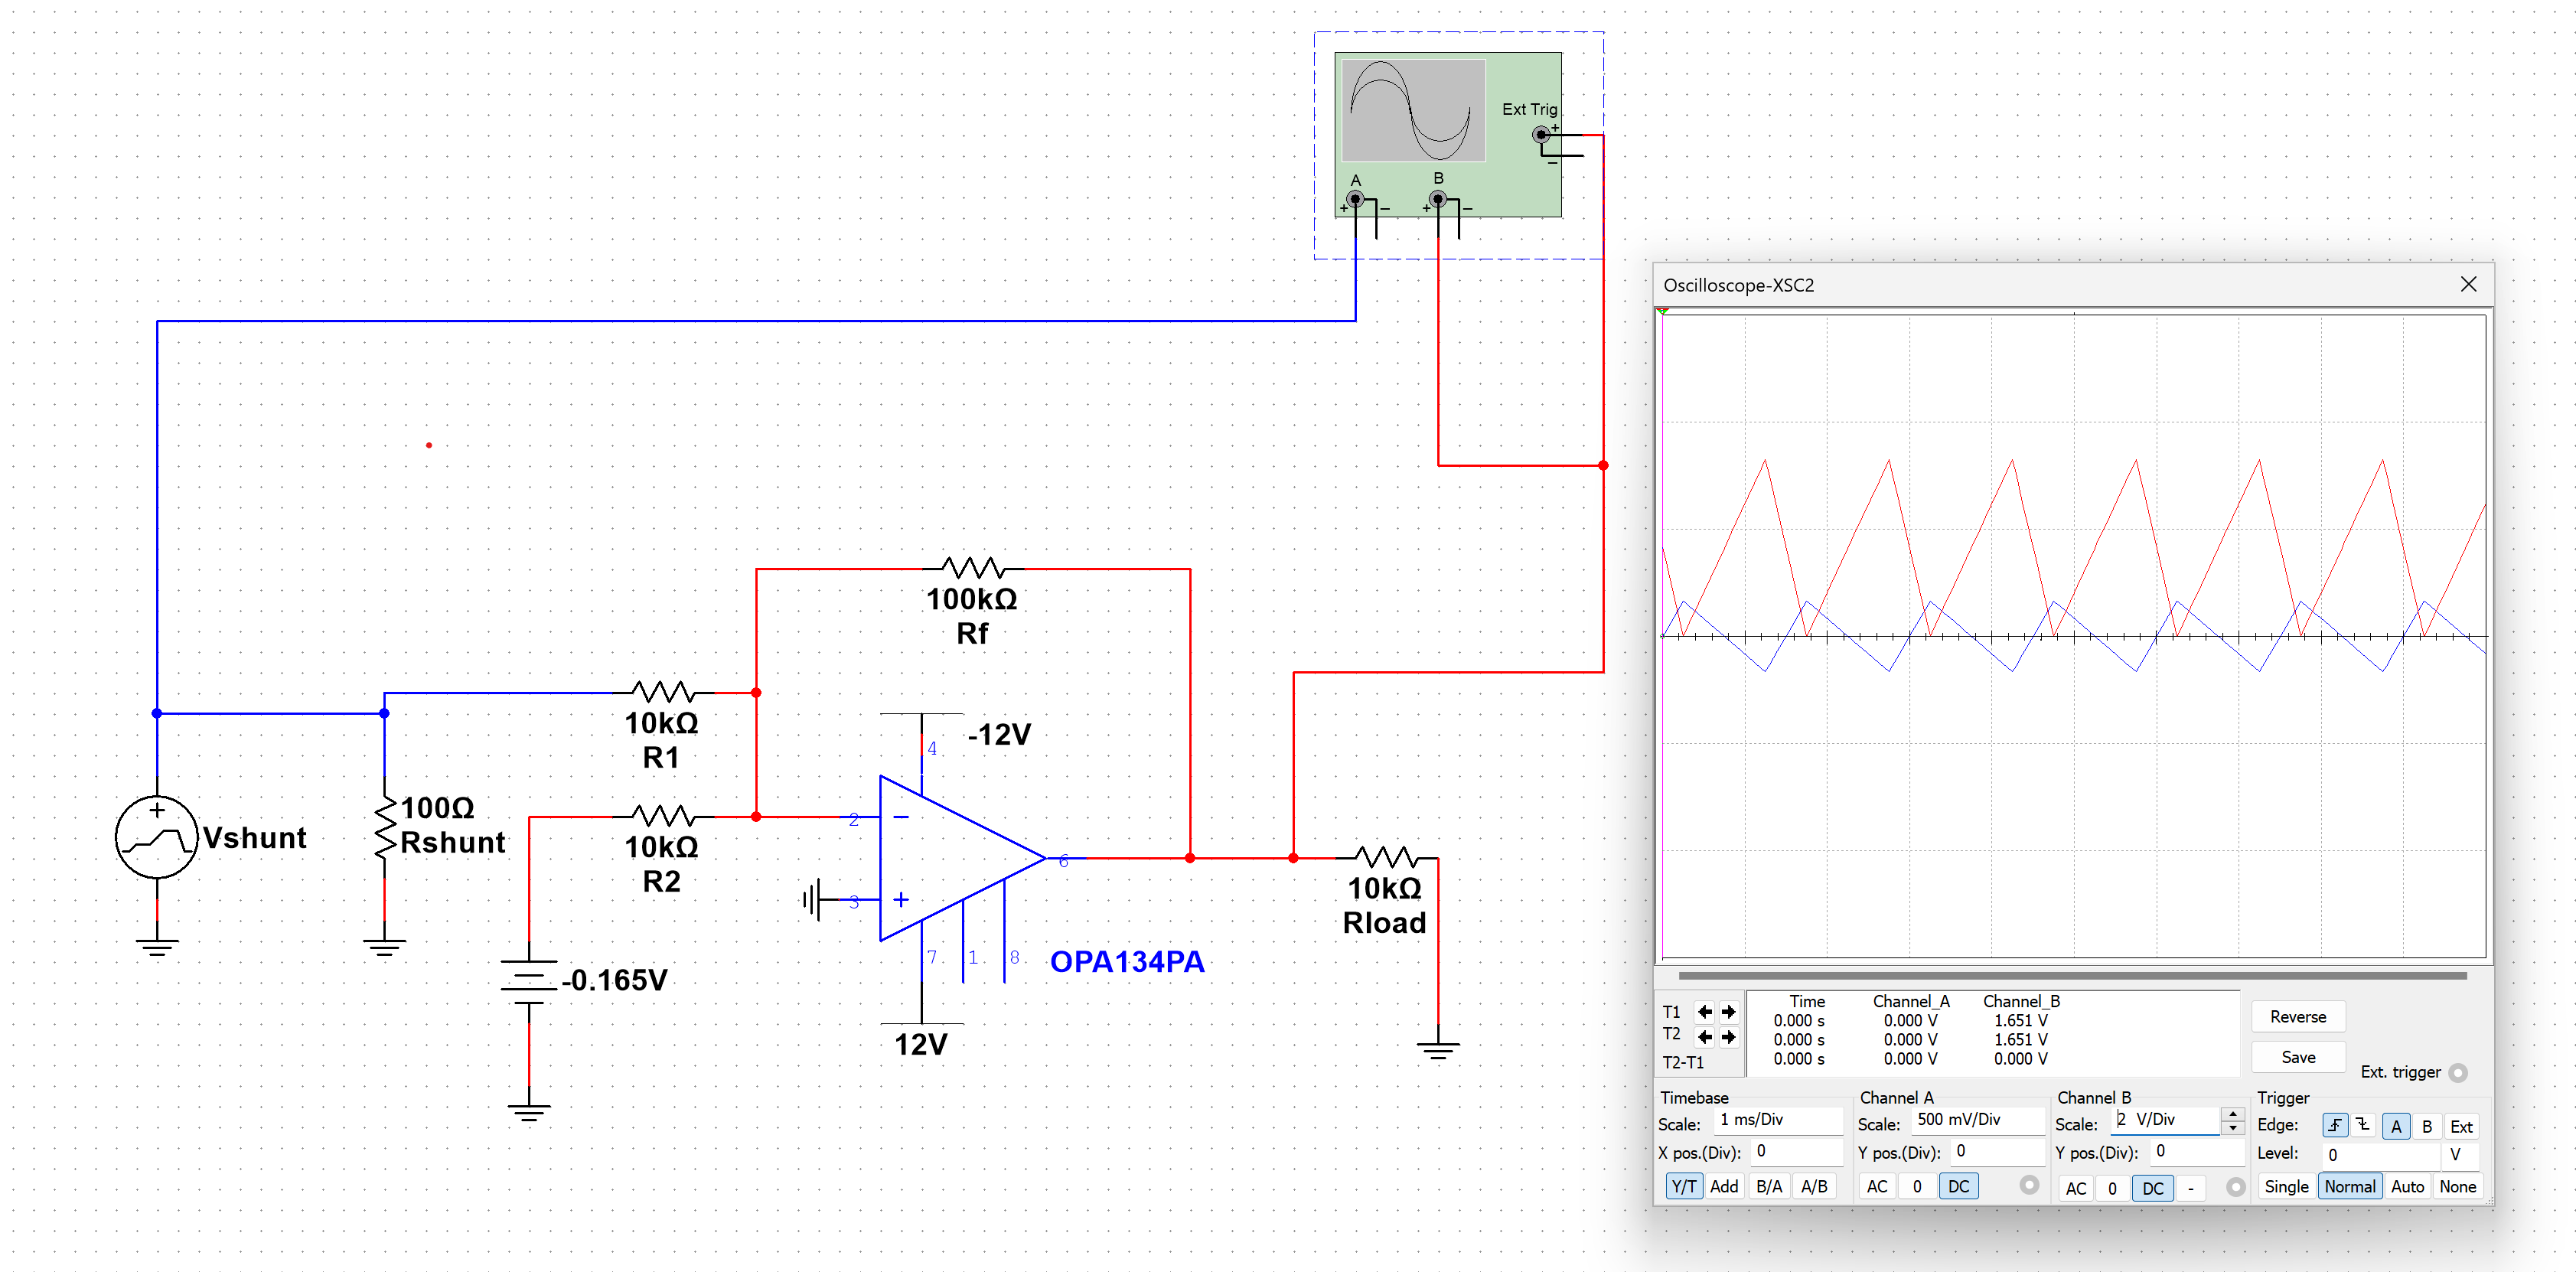 Ext Trig
+
−
A
B
+
−
+
−
Oscilloscope-XSC2
100kΩ
Rf
10kΩ
R1
-12V
4
+
Vshunt
100Ω
Rshunt
10kΩ
R2
2
−
6
3
+
10kΩ
Rload
7
1
8
OPA134PA
-0.165V
12V
Time Channel_A Channel_B
T1 0.000 s 0.000 V 1.651 V
T2 0.000 s 0.000 V 1.651 V
T2-T1 0.000 s 0.000 V 0.000 V
Reverse
Save
Ext. trigger
Timebase
Scale: 1 ms/Div
X pos.(Div): 0
Y/T Add B/A A/B
Channel A
Scale: 500 mV/Div
Y pos.(Div): 0
AC 0 DC
Channel B
Scale: 2 V/Div
Y pos.(Div): 0
AC 0 DC -
Trigger
Edge: A B Ext
Level: 0 V
Single Normal Auto None